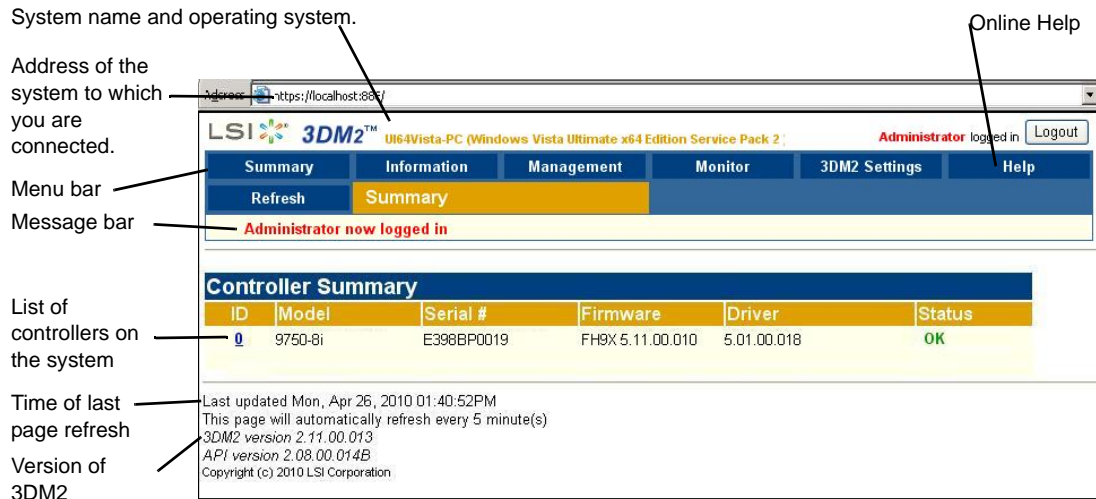 System name and operating system.
Online Help
Address of the
system to which
you are
connected.
Address https://localhost:888/
LSI 3DM2™ UI64Vista-PC (Windows Vista Ultimate x64 Edition Service Pack 2 Administrator logged in Logout
Summary Information Management Monitor 3DM2 Settings Help
Menu bar
Refresh Summary
Message bar
Administrator now logged in
Controller Summary
ID Model Serial # Firmware Driver Status
List of
controllers on
the system
0 9750-8i E398BP0019 FH9X 5.11.00.010 5.01.00.018 OK
Time of last
page refresh
Last updated Mon, Apr 26, 2010 01:40:52PM
This page will automatically refresh every 5 minute(s)
3DM2 version 2.11.00.013
API version 2.08.00.014B
Copyright (c) 2010 LSI Corporation
Version of
3DM2